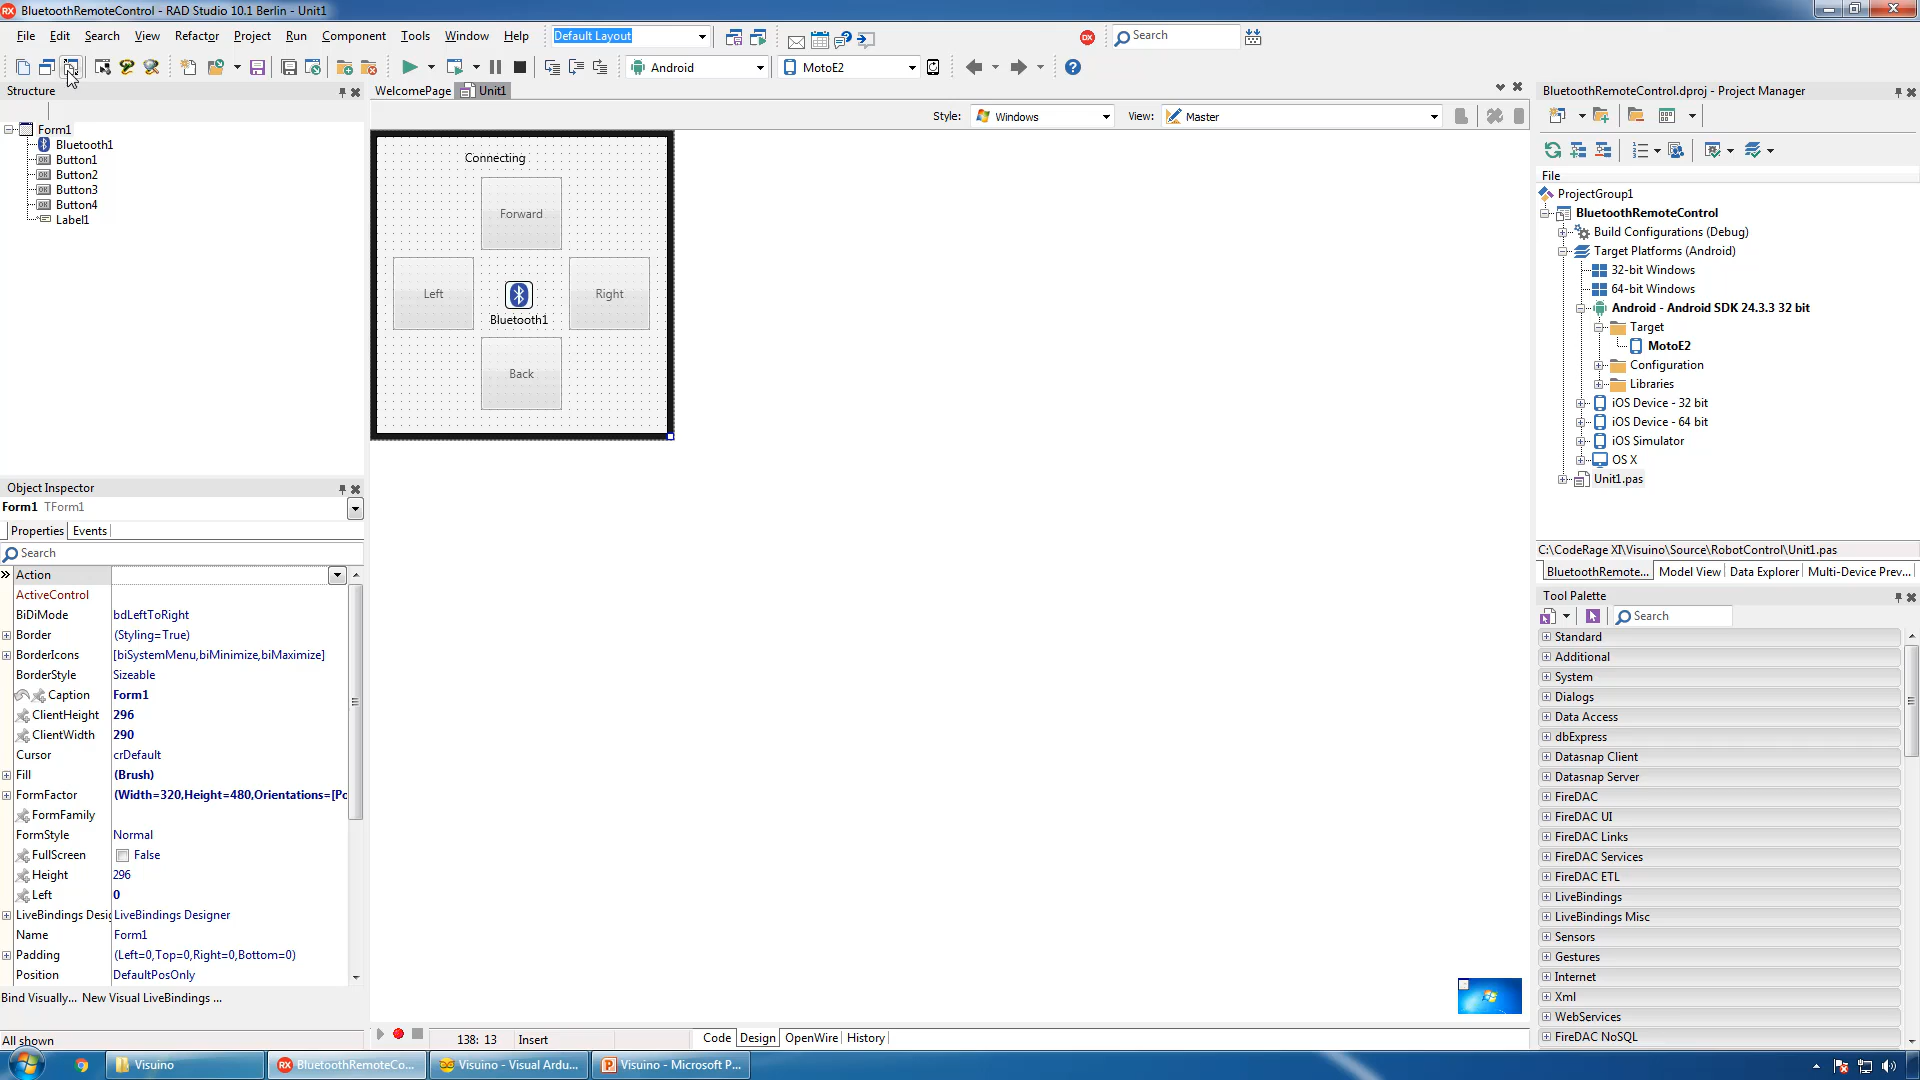 BluetoothRemoteControl - RAD Studio 10.1 Berlin - Unit1
File Edit Search View Refactor Project Run Component Tools Window Help Default Layout Search
Android MotoE2
Structure
Form1
Bluetooth1
Button1
Button2
Button3
Button4
Label1
Object Inspector
Form1 TForm1
Properties Events
Search
Action
ActiveControl
BiDiMode bdLeftToRight
Border (Styling=True)
BorderIcons [biSystemMenu,biMinimize,biMaximize]
BorderStyle Sizeable
Caption Form1
ClientHeight 296
ClientWidth 290
Cursor crDefault
Fill (Brush)
FormFactor (Width=320,Height=480,Orientations=[Po
FormFamily
FormStyle Normal
FullScreen False
Height 296
Left 0
LiveBindings Desig LiveBindings Designer
Name Form1
Padding (Left=0,Top=0,Right=0,Bottom=0)
Position DefaultPosOnly
Bind Visually... New Visual LiveBindings ...
All shown
WelcomePage Unit1
Style: Windows View: Master
Connecting
Forward
Left Right
Bluetooth1
Back
138: 13 Insert Code Design OpenWire History
BluetoothRemoteControl.dproj - Project Manager
File
ProjectGroup1
BluetoothRemoteControl
Build Configurations (Debug)
Target Platforms (Android)
32-bit Windows
64-bit Windows
Android - Android SDK 24.3.3 32 bit
Target
MotoE2
Configuration
Libraries
iOS Device - 32 bit
iOS Device - 64 bit
iOS Simulator
OS X
Unit1.pas
C:\CodeRage XI\Visuino\Source\RobotControl\Unit1.pas
BluetoothRemote... Model View Data Explorer Multi-Device Prev...
Tool Palette
Search
Standard
Additional
System
Dialogs
Data Access
dbExpress
Datasnap Client
Datasnap Server
FireDAC
FireDAC UI
FireDAC Links
FireDAC Services
FireDAC ETL
LiveBindings
LiveBindings Misc
Sensors
Gestures
Internet
Xml
WebServices
FireDAC NoSQL
Visuino BluetoothRemoteCo... Visuino - Visual Ardu... Visuino - Microsoft P...